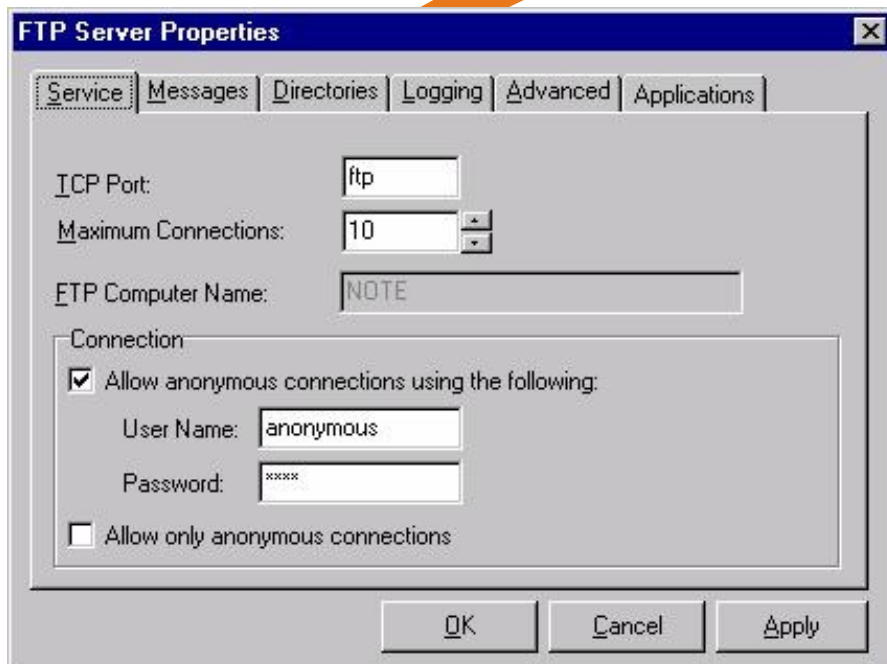 FTP Server Properties
Service Messages Directories Logging Advanced Applications
TCP Port: ftp
Maximum Connections: 10
FTP Computer Name: NOTE
Connection
Allow anonymous connections using the following:
User Name: anonymous
Password: ****
Allow only anonymous connections
OK Cancel Apply